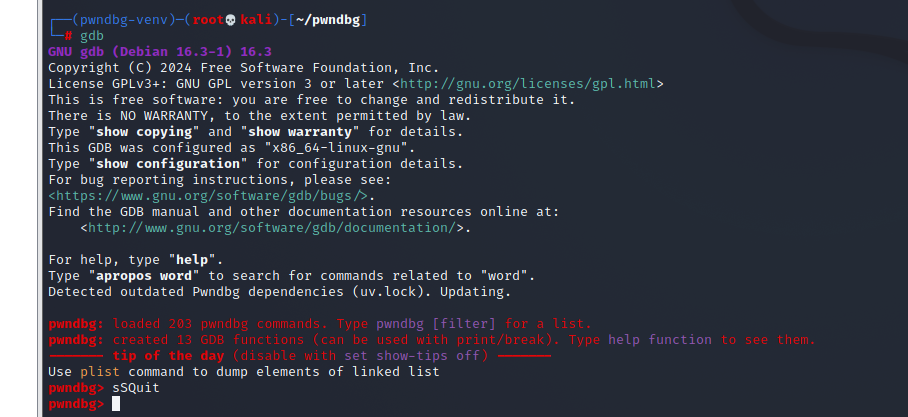 ┌──(pwndbg-venv)─(root💀kali)-[~/pwndbg]
└─# gdb
GNU gdb (Debian 16.3-1) 16.3
Copyright (C) 2024 Free Software Foundation, Inc.
License GPLv3+: GNU GPL version 3 or later <http://gnu.org/licenses/gpl.html>
This is free software: you are free to change and redistribute it.
There is NO WARRANTY, to the extent permitted by law.
Type "show copying" and "show warranty" for details.
This GDB was configured as "x86_64-linux-gnu".
Type "show configuration" for configuration details.
For bug reporting instructions, please see:
<https://www.gnu.org/software/gdb/bugs/>.
Find the GDB manual and other documentation resources online at:
    <http://www.gnu.org/software/gdb/documentation/>.
For help, type "help".
Type "apropos word" to search for commands related to "word".
Detected outdated Pwndbg dependencies (uv.lock). Updating.
pwndbg: loaded 203 pwndbg commands. Type pwndbg [filter] for a list.
pwndbg: created 13 GDB functions (can be used with print/break). Type help function to see them.
─────── tip of the day (disable with set show-tips off) ───────
Use plist command to dump elements of linked list
pwndbg> sSQuit
pwndbg>